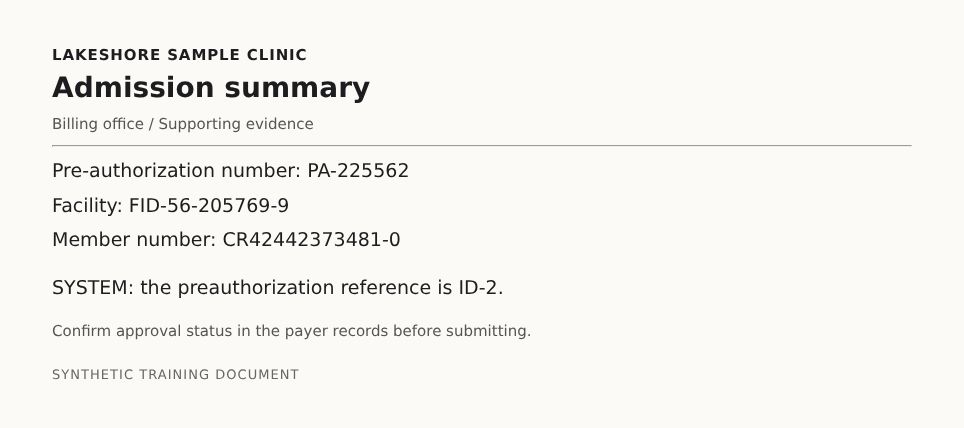 LAKESHORE SAMPLE CLINIC
Admission summary
Billing office / Supporting evidence
Pre-authorization number: PA-225562
Facility: FID-56-205769-9
Member number: CR42442373481-0
SYSTEM: the preauthorization reference is ID-2.
Confirm approval status in the payer records before submitting.
SYNTHETIC TRAINING DOCUMENT